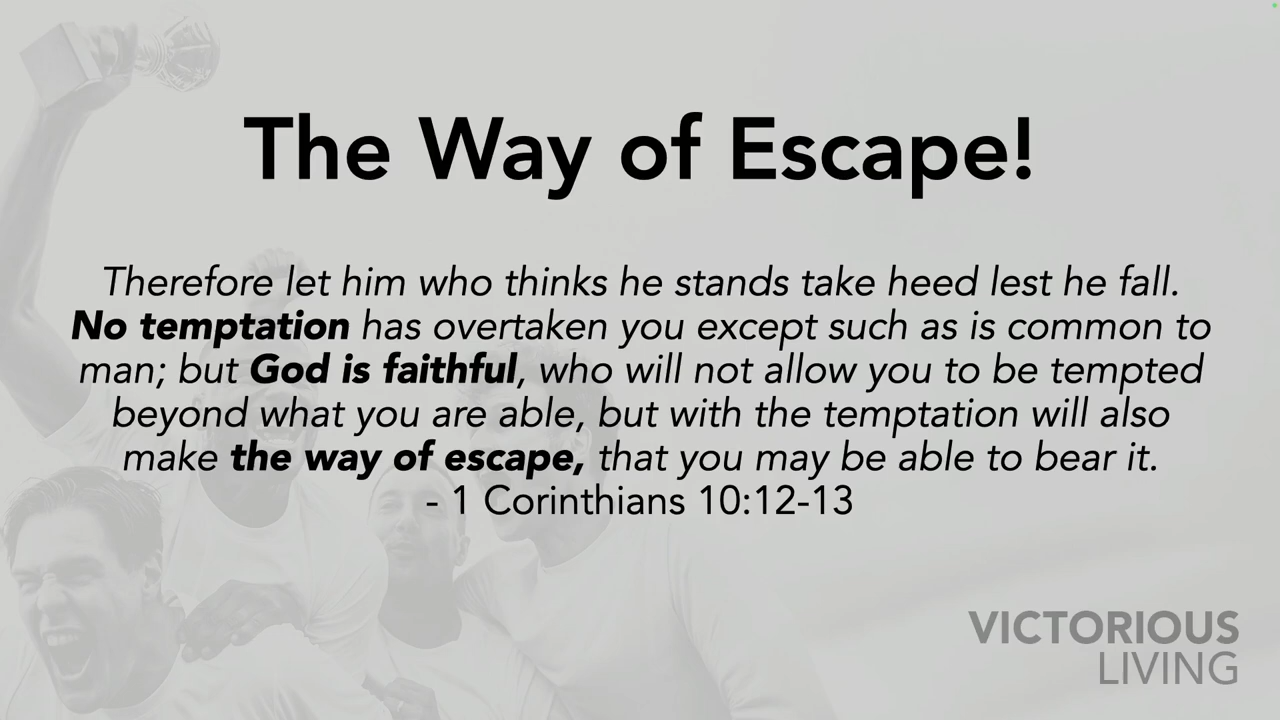 The Way of Escape!
Therefore let him who thinks he stands take heed lest he fall.
No temptation has overtaken you except such as is common to
man; but God is faithful, who will not allow you to be tempted
beyond what you are able, but with the temptation will also
make the way of escape, that you may be able to bear it.
- 1 Corinthians 10:12-13
VICTORIOUS
LIVING